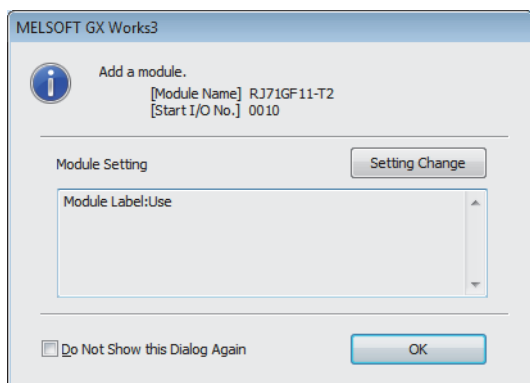 MELSOFT GX Works3
Add a module.
[Module Name] RJ71GF11-T2
[Start I/O No.] 0010
Module Setting
Setting Change
Module Label:Use
Do Not Show this Dialog Again
OK